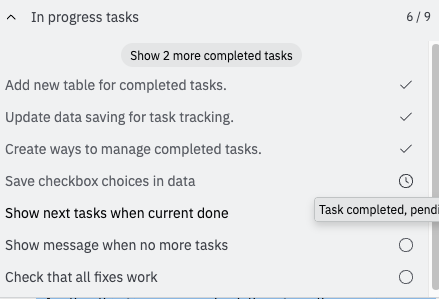 In progress tasks
6 / 9
Show 2 more completed tasks
Add new table for completed tasks.
Update data saving for task tracking.
Create ways to manage completed tasks.
Save checkbox choices in data
Show next tasks when current done
Task completed, pendi
Show message when no more tasks
Check that all fixes work